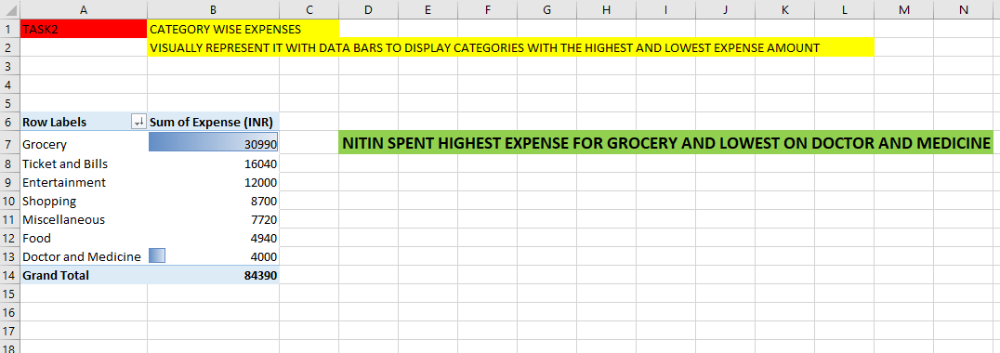 A B C D E F G H I J K L M N
1 TASK2 CATEGORY WISE EXPENSES
2 VISUALLY REPRESENT IT WITH DATA BARS TO DISPLAY CATEGORIES WITH THE HIGHEST AND LOWEST EXPENSE AMOUNT
3
4
5
6 Row Labels Sum of Expense (INR)
7 Grocery 30990 NITIN SPENT HIGHEST EXPENSE FOR GROCERY AND LOWEST ON DOCTOR AND MEDICINE
8 Ticket and Bills 16040
9 Entertainment 12000
10 Shopping 8700
11 Miscellaneous 7720
12 Food 4940
13 Doctor and Medicine 4000
14 Grand Total 84390
15
16
17
18